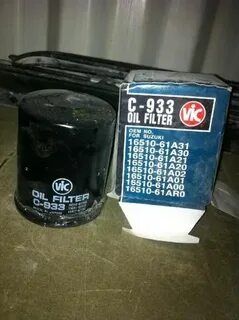 C-933
OIL FILTER
VIC
OEM NO.
FOR SUZUKI
16510-61A31
16510-61A30
16510-61A21
16510-61A20
16510-61A02
16510-61A01
16510-61A00
16510-61AR0
VIC
OIL FILTER
C-933